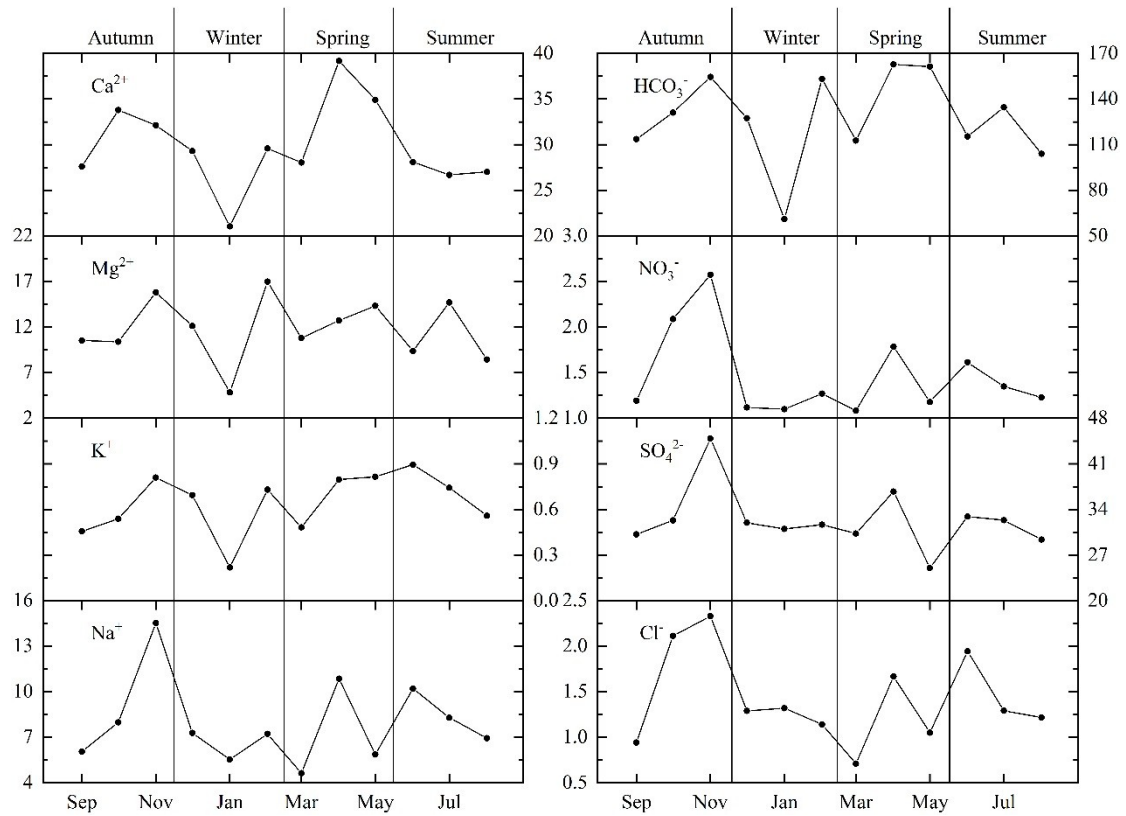 Autumn Winter Spring Summer Autumn Winter Spring Summer
40 170
Ca²⁺ HCO₃⁻
35 140
30 110
25 80
22 20 3.0 50
Mg²⁺ NO₃⁻
17 2.5
12 2.0
7 1.5
2 1.2 1.0 48
K⁺ SO₄²⁻
0.9 41
0.6 34
0.3 27
16 0.0 2.5 20
Na⁺ Cl⁻
13 2.0
10 1.5
7 1.0
4 0.5
Sep Nov Jan Mar May Jul Sep Nov Jan Mar May Jul